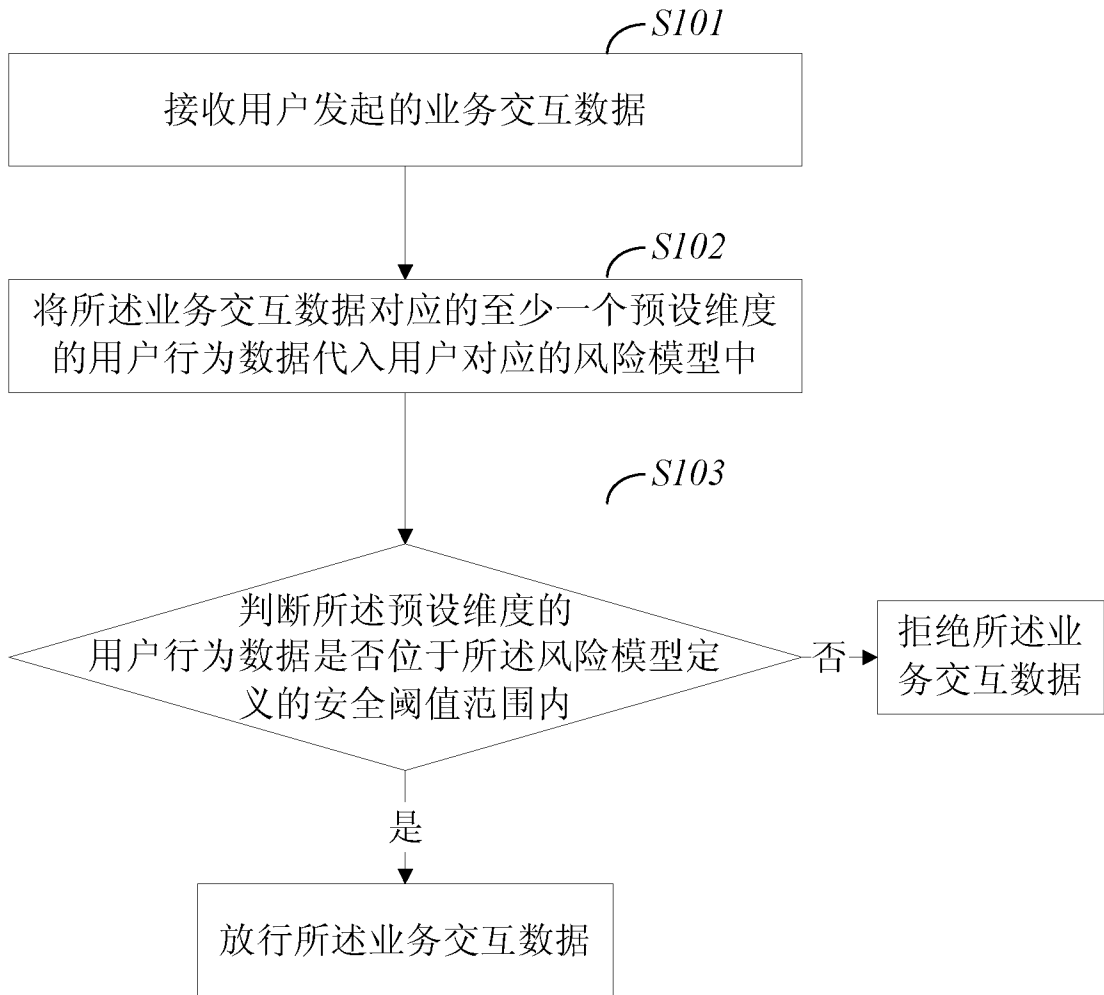 S101
接收用户发起的业务交互数据
S102
将所述业务交互数据对应的至少一个预设维度
的用户行为数据代入用户对应的风险模型中
S103
判断所述预设维度的
用户行为数据是否位于所述风险模型定
义的安全阈值范围内
否
拒绝所述业
务交互数据
是
放行所述业务交互数据